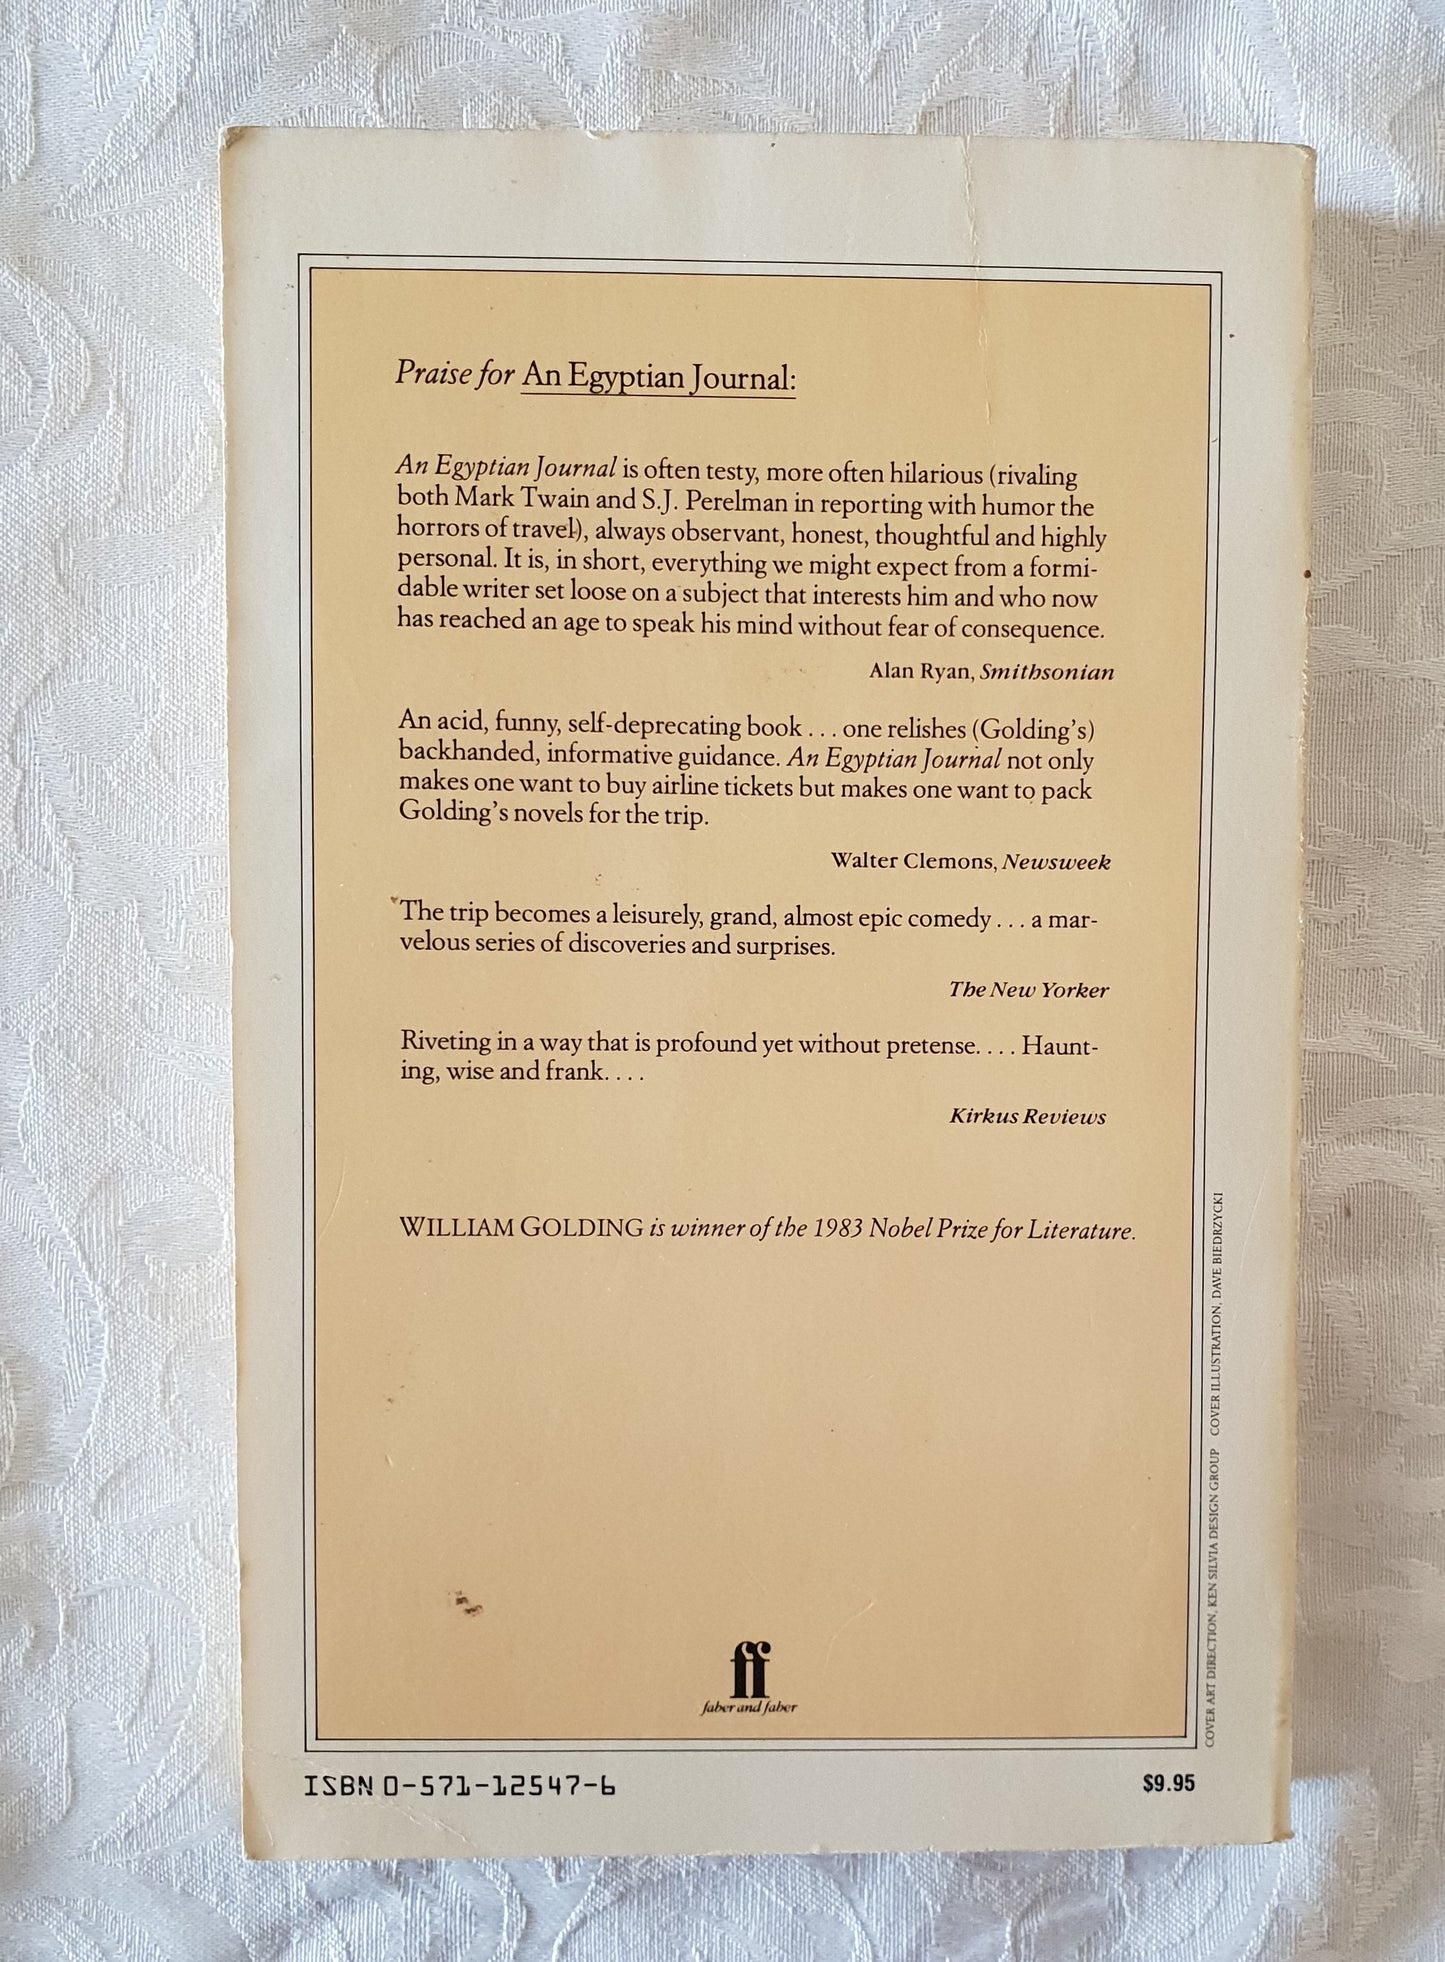 Praise for An Egyptian Journal:
An Egyptian Journal is often testy, more often hilarious (rivaling
both Mark Twain and S.J. Perelman in reporting with humor the
horrors of travel), always observant, honest, thoughtful and highly
personal. It is, in short, everything we might expect from a formi-
dable writer set loose on a subject that interests him and who now
has reached an age to speak his mind without fear of consequence.
Alan Ryan, Smithsonian
An acid, funny, self-deprecating book . . . one relishes (Golding's)
backhanded, informative guidance. An Egyptian Journal not only
makes one want to buy airline tickets but makes one want to pack
Golding's novels for the trip.
Walter Clemons, Newsweek
The trip becomes a leisurely, grand, almost epic comedy . . . a mar-
velous series of discoveries and surprises.
The New Yorker
Riveting in a way that is profound yet without pretense. . . . Haunt-
ing, wise and frank. . . .
Kirkus Reviews
WILLIAM GOLDING is winner of the 1983 Nobel Prize for Literature.
ff
faber and faber
COVER ART DIRECTION, KEN SILVIA DESIGN GROUP COVER ILLUSTRATION, DAVE BIEDRZYCKI
ISBN 0-571-12547-6
$9.95